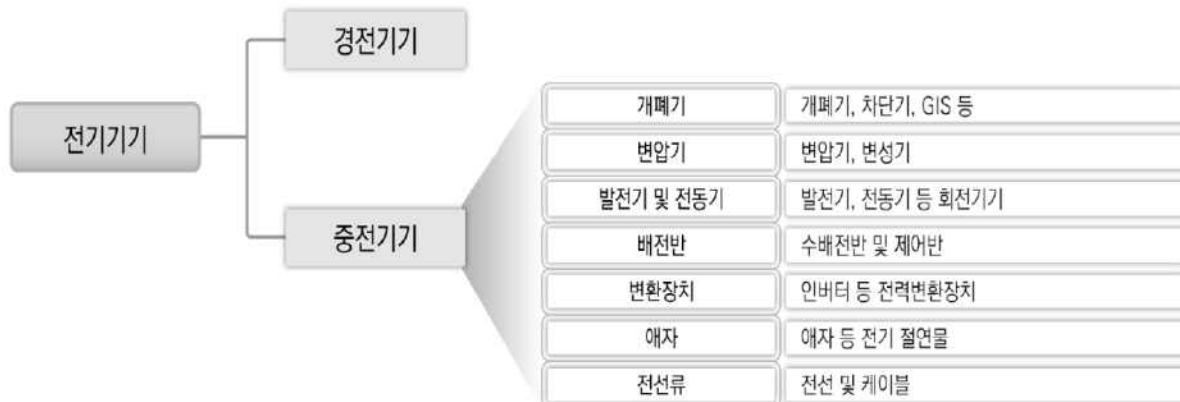 경전기기
전기기기
중전기기
개폐기 개폐기, 차단기, GIS 등
변압기 변압기, 변성기
발전기 및 전동기 발전기, 전동기 등 회전기기
배전반 수배전반 및 제어반
변환장치 인버터 등 전력변환장치
애자 애자 등 전기 절연물
전선류 전선 및 케이블